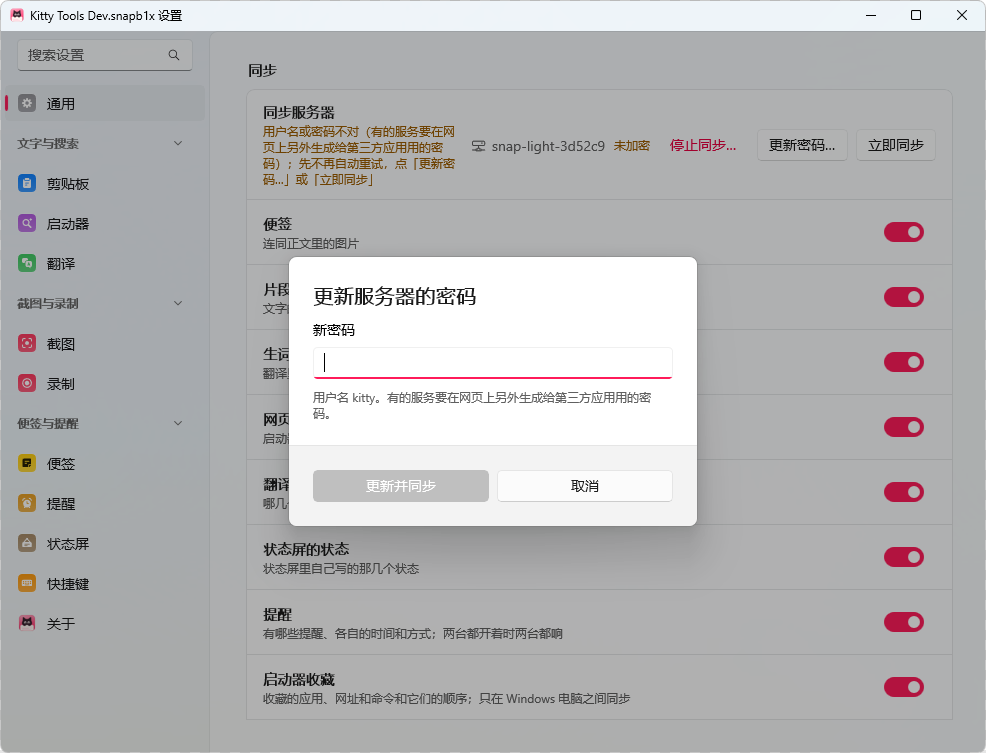 Kitty Tools Dev.snapb1x 设置
搜索设置
通用
文字与搜索
剪贴板
启动器
翻译
截图与录制
截图
录制
便签与提醒
便签
提醒
状态屏
快捷键
关于
同步
同步服务器
用户名或密码不对（有的服务要在网
页上另外生成给第三方应用用的密
码）；先不再自动重试，点「更新密
码...」或「立即同步」
snap-light-3d52c9 未加密 停止同步... 更新密码... 立即同步
便签
连同正文里的图片
片段
文字
生词
翻译
网页
启动
翻译
哪几
更新服务器的密码
新密码
用户名 kitty。有的服务要在网页上另外生成给第三方应用用的密
码。
更新并同步 取消
状态屏的状态
状态屏里自己写的那几个状态
提醒
有哪些提醒、各自的时间和方式；两台都开着时两台都响
启动器收藏
收藏的应用、网址和命令和它们的顺序；只在 Windows 电脑之间同步